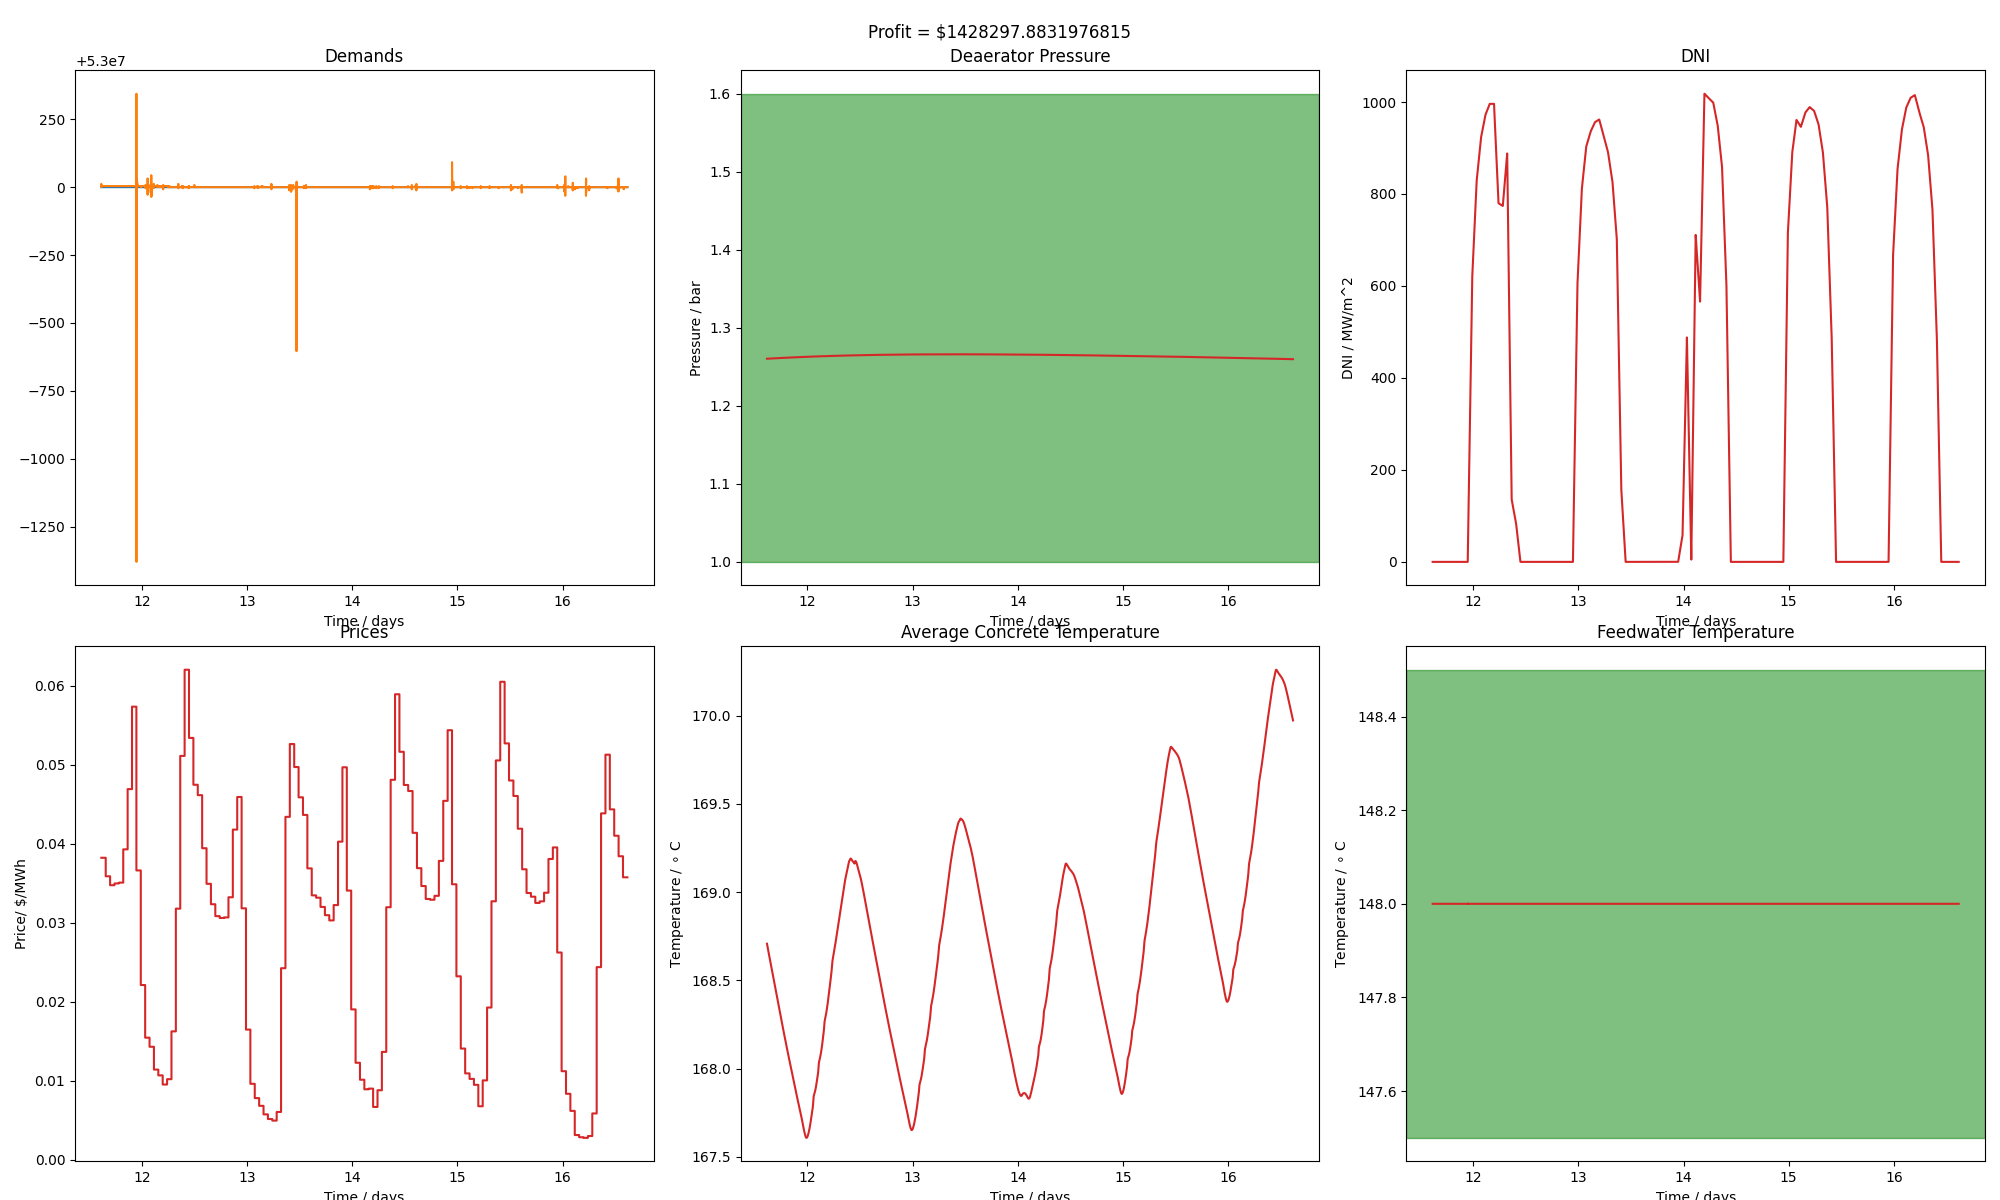 Profit = $1428297.8831976815
Demands
+5.3e7
250
0
−250
−500
−750
−1000
−1250
12 13 14 15 16
Time / days
Deaerator Pressure
Pressure / bar
1.6
1.5
1.4
1.3
1.2
1.1
1.0
12 13 14 15 16
Time / days
DNI
DNI / MW/m^2
1000
800
600
400
200
0
12 13 14 15 16
Time / days
Prices
Price/ $/MWh
0.06
0.05
0.04
0.03
0.02
0.01
0.00
12 13 14 15 16
Time / days
Average Concrete Temperature
Temperature / ∘ C
170.0
169.5
169.0
168.5
168.0
167.5
12 13 14 15 16
Time / days
Feedwater Temperature
Temperature / ∘ C
148.4
148.2
148.0
147.8
147.6
12 13 14 15 16
Time / days